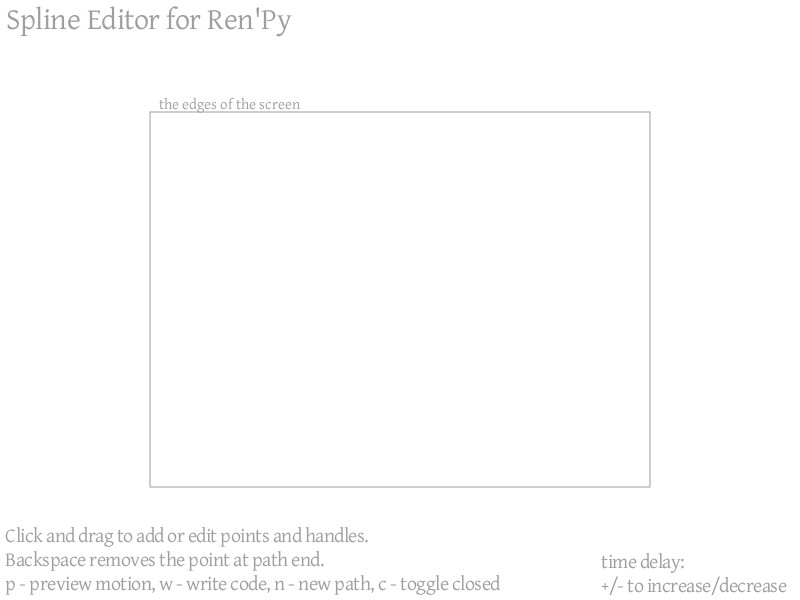 Spline Editor for Ren'Py
the edges of the screen
Click and drag to add or edit points and handles.
Backspace removes the point at path end.
p - preview motion, w - write code, n - new path, c - toggle closed
time delay:
+/- to increase/decrease